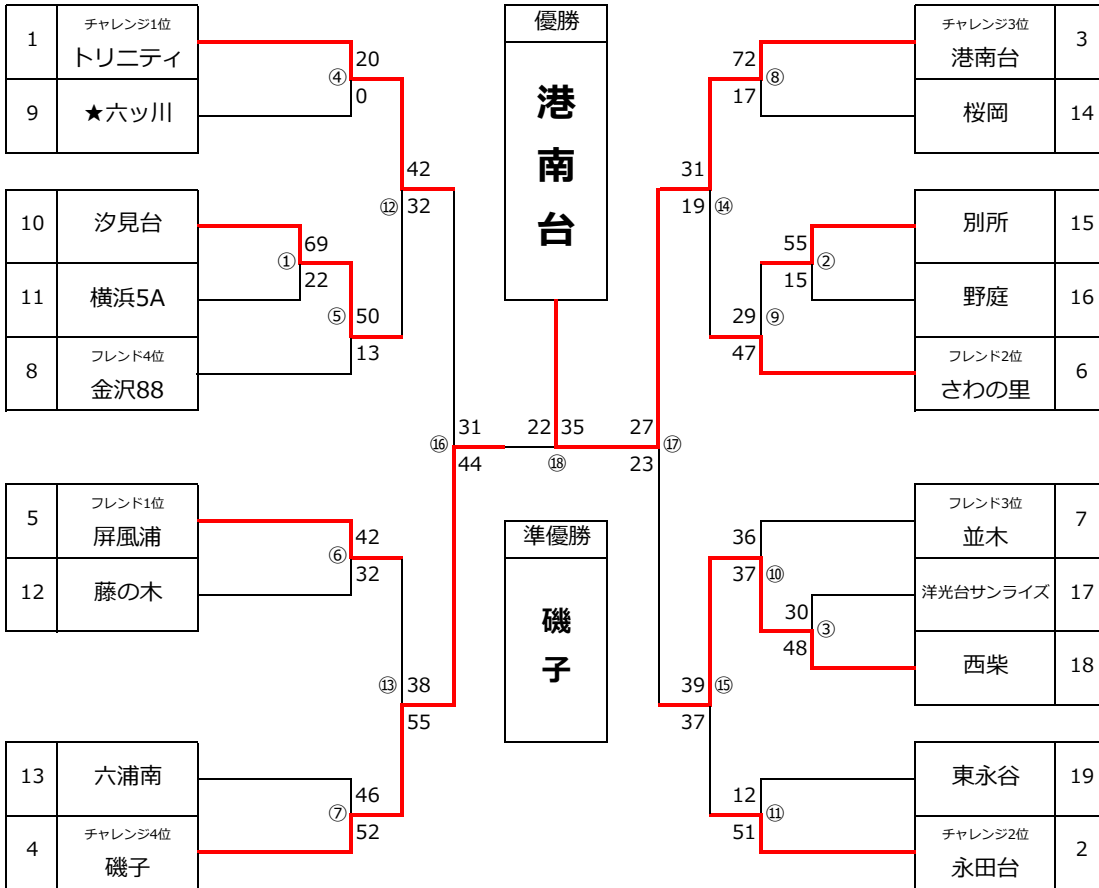 優勝
港
南
台
準優勝
磯
子
1
チャレンジ1位
トリニティ
9
★六ッ川
10
汐見台
11
横浜5A
8
フレンド4位
金沢88
5
フレンド1位
屏風浦
12
藤の木
13
六浦南
4
チャレンジ4位
磯子
20
④
0
69
①
22
⑤ 50
13
42
⑫ 32
42
⑥
32
46
⑦
52
⑬ 38
55
31
⑯
44
22 35
⑱
27
⑰
23
72
⑧
17
31
19 ⑭
55
②
15
29 ⑨
47
36
37 ⑩
30
③
48
39 ⑮
37
12
⑪
51
チャレンジ3位
港南台
3
桜岡
14
別所
15
野庭
16
フレンド2位
さわの里
6
フレンド3位
並木
7
洋光台サンライズ
17
西柴
18
東永谷
19
チャレンジ2位
永田台
2